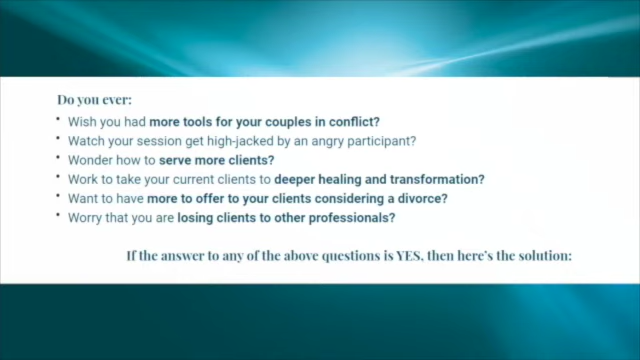 Do you ever:
• Wish you had more tools for your couples in conflict?
• Watch your session get high-jacked by an angry participant?
• Wonder how to serve more clients?
• Work to take your current clients to deeper healing and transformation?
• Want to have more to offer to your clients considering a divorce?
• Worry that you are losing clients to other professionals?
If the answer to any of the above questions is YES, then here's the solution: